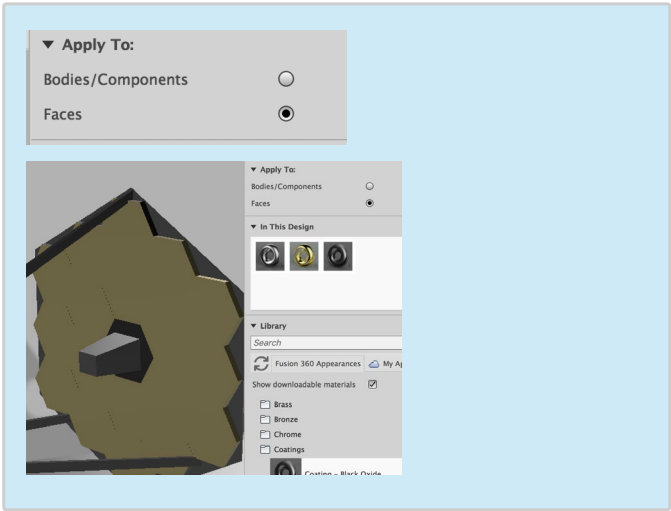 ▼ Apply To:
Bodies/Components
Faces
▼ Apply To:
Bodies/Components
Faces
▼ In This Design
▼ Library
Search
Fusion 360 Appearances My Ap
Show downloadable materials
Brass
Bronze
Chrome
Coatings
Coating - Black Oxide